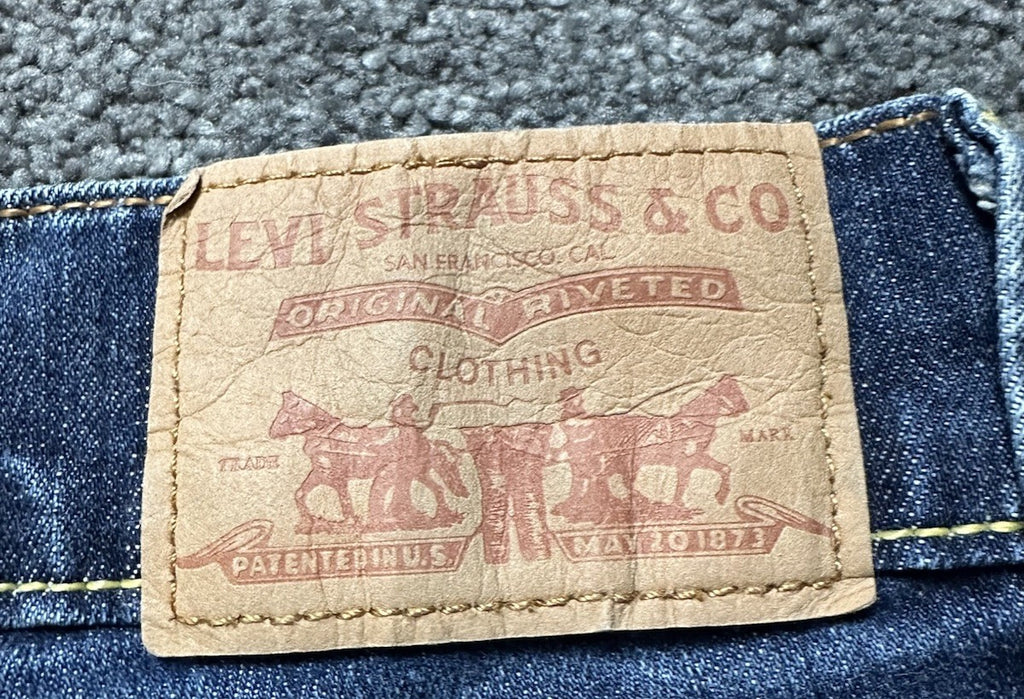 LEVI STRAUSS & CO
SAN FRANCISCO. CAL.
ORIGINAL RIVETED
CLOTHING
TRADE MARK
PATENTED IN U.S. MAY 20 1873